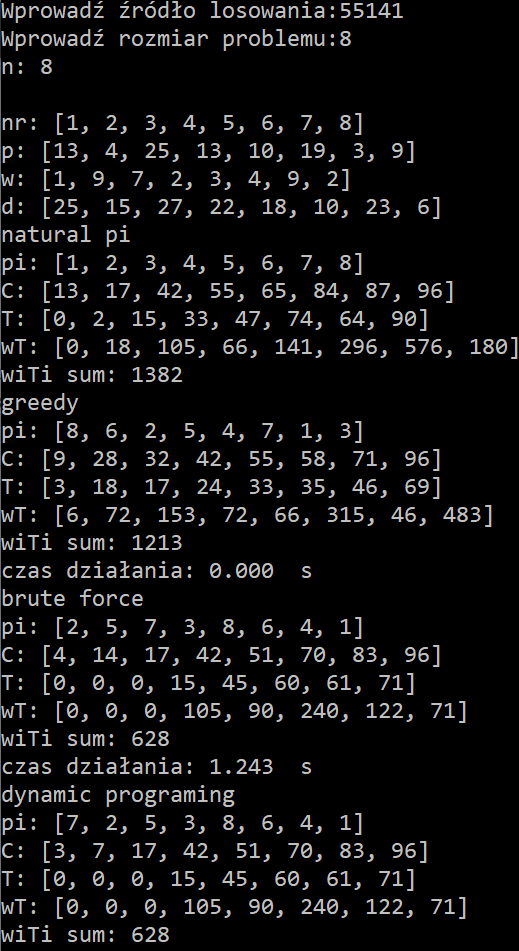 Wprowadź źródło losowania:55141
Wprowadź rozmiar problemu:8
n: 8
nr: [1, 2, 3, 4, 5, 6, 7, 8]
p: [13, 4, 25, 13, 10, 19, 3, 9]
w: [1, 9, 7, 2, 3, 4, 9, 2]
d: [25, 15, 27, 22, 18, 10, 23, 6]
natural pi
pi: [1, 2, 3, 4, 5, 6, 7, 8]
C: [13, 17, 42, 55, 65, 84, 87, 96]
T: [0, 2, 15, 33, 47, 74, 64, 90]
wT: [0, 18, 105, 66, 141, 296, 576, 180]
wiTi sum: 1382
greedy
pi: [8, 6, 2, 5, 4, 7, 1, 3]
C: [9, 28, 32, 42, 55, 58, 71, 96]
T: [3, 18, 17, 24, 33, 35, 46, 69]
wT: [6, 72, 153, 72, 66, 315, 46, 483]
wiTi sum: 1213
czas działania: 0.000  s
brute force
pi: [2, 5, 7, 3, 8, 6, 4, 1]
C: [4, 14, 17, 42, 51, 70, 83, 96]
T: [0, 0, 0, 15, 45, 60, 61, 71]
wT: [0, 0, 0, 105, 90, 240, 122, 71]
wiTi sum: 628
czas działania: 1.243  s
dynamic programing
pi: [7, 2, 5, 3, 8, 6, 4, 1]
C: [3, 7, 17, 42, 51, 70, 83, 96]
T: [0, 0, 0, 15, 45, 60, 61, 71]
wT: [0, 0, 0, 105, 90, 240, 122, 71]
wiTi sum: 628